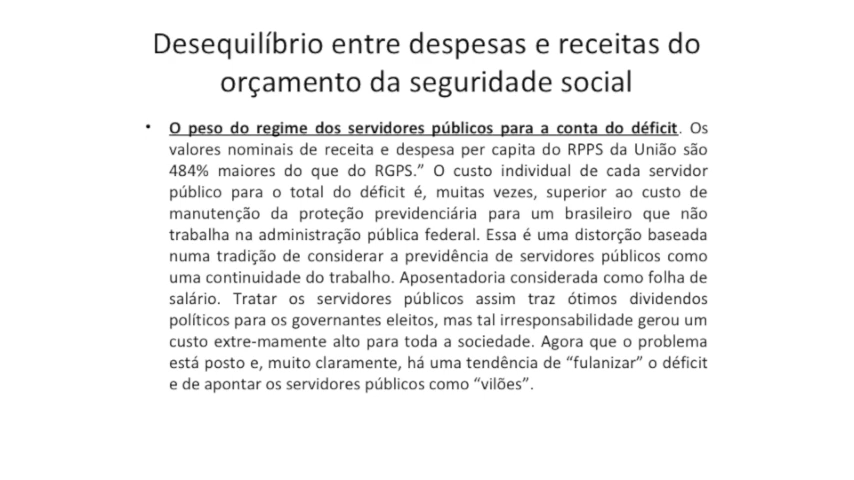 Desequilíbrio entre despesas e receitas do
orçamento da seguridade social
• O peso do regime dos servidores públicos para a conta do déficit. Os
valores nominais de receita e despesa per capita do RPPS da União são
484% maiores do que do RGPS.” O custo individual de cada servidor
público para o total do déficit é, muitas vezes, superior ao custo de
manutenção da proteção previdenciária para um brasileiro que não
trabalha na administração pública federal. Essa é uma distorção baseada
numa tradição de considerar a previdência de servidores públicos como
uma continuidade do trabalho. Aposentadoria considerada como folha de
salário. Tratar os servidores públicos assim traz ótimos dividendos
políticos para os governantes eleitos, mas tal irresponsabilidade gerou um
custo extre-mamente alto para toda a sociedade. Agora que o problema
está posto e, muito claramente, há uma tendência de “fulanizar” o déficit
e de apontar os servidores públicos como “vilões”.